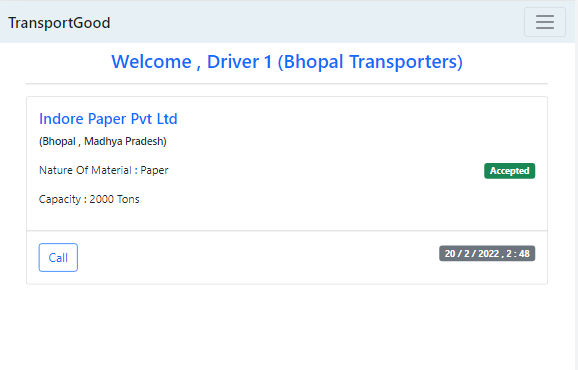 TransportGood
Welcome , Driver 1 (Bhopal Transporters)
Indore Paper Pvt Ltd
(Bhopal , Madhya Pradesh)
Nature Of Material : Paper
Accepted
Capacity : 2000 Tons
Call
20 / 2 / 2022 , 2 : 48